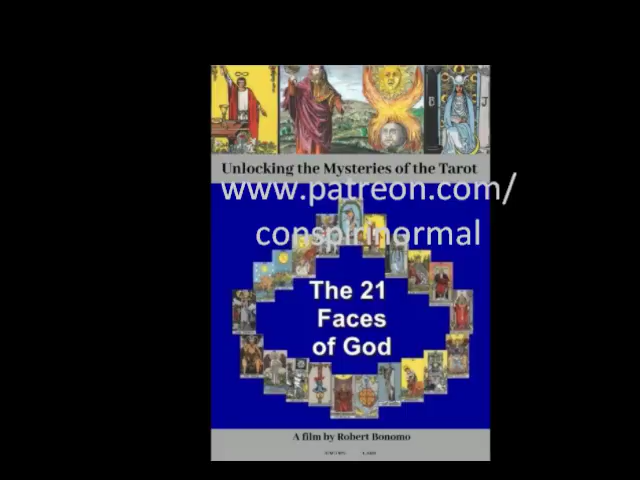 B J
Unlocking the Mysteries of the Tarot
www.patreon.com/
conspirinormal
The 21
Faces
of God
A film by Robert Bonomo